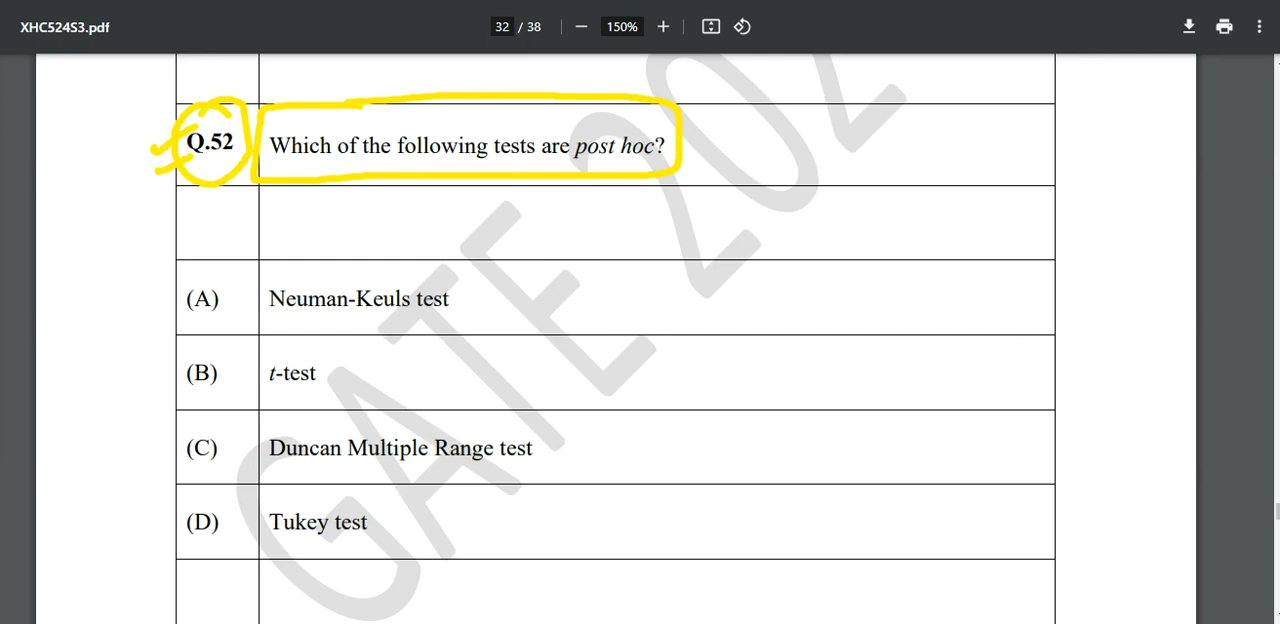 XHC524S3.pdf
32 / 38
150%
Q.52 Which of the following tests are post hoc?
(A) Neuman-Keuls test
(B) t-test
(C) Duncan Multiple Range test
(D) Tukey test
GATE 202